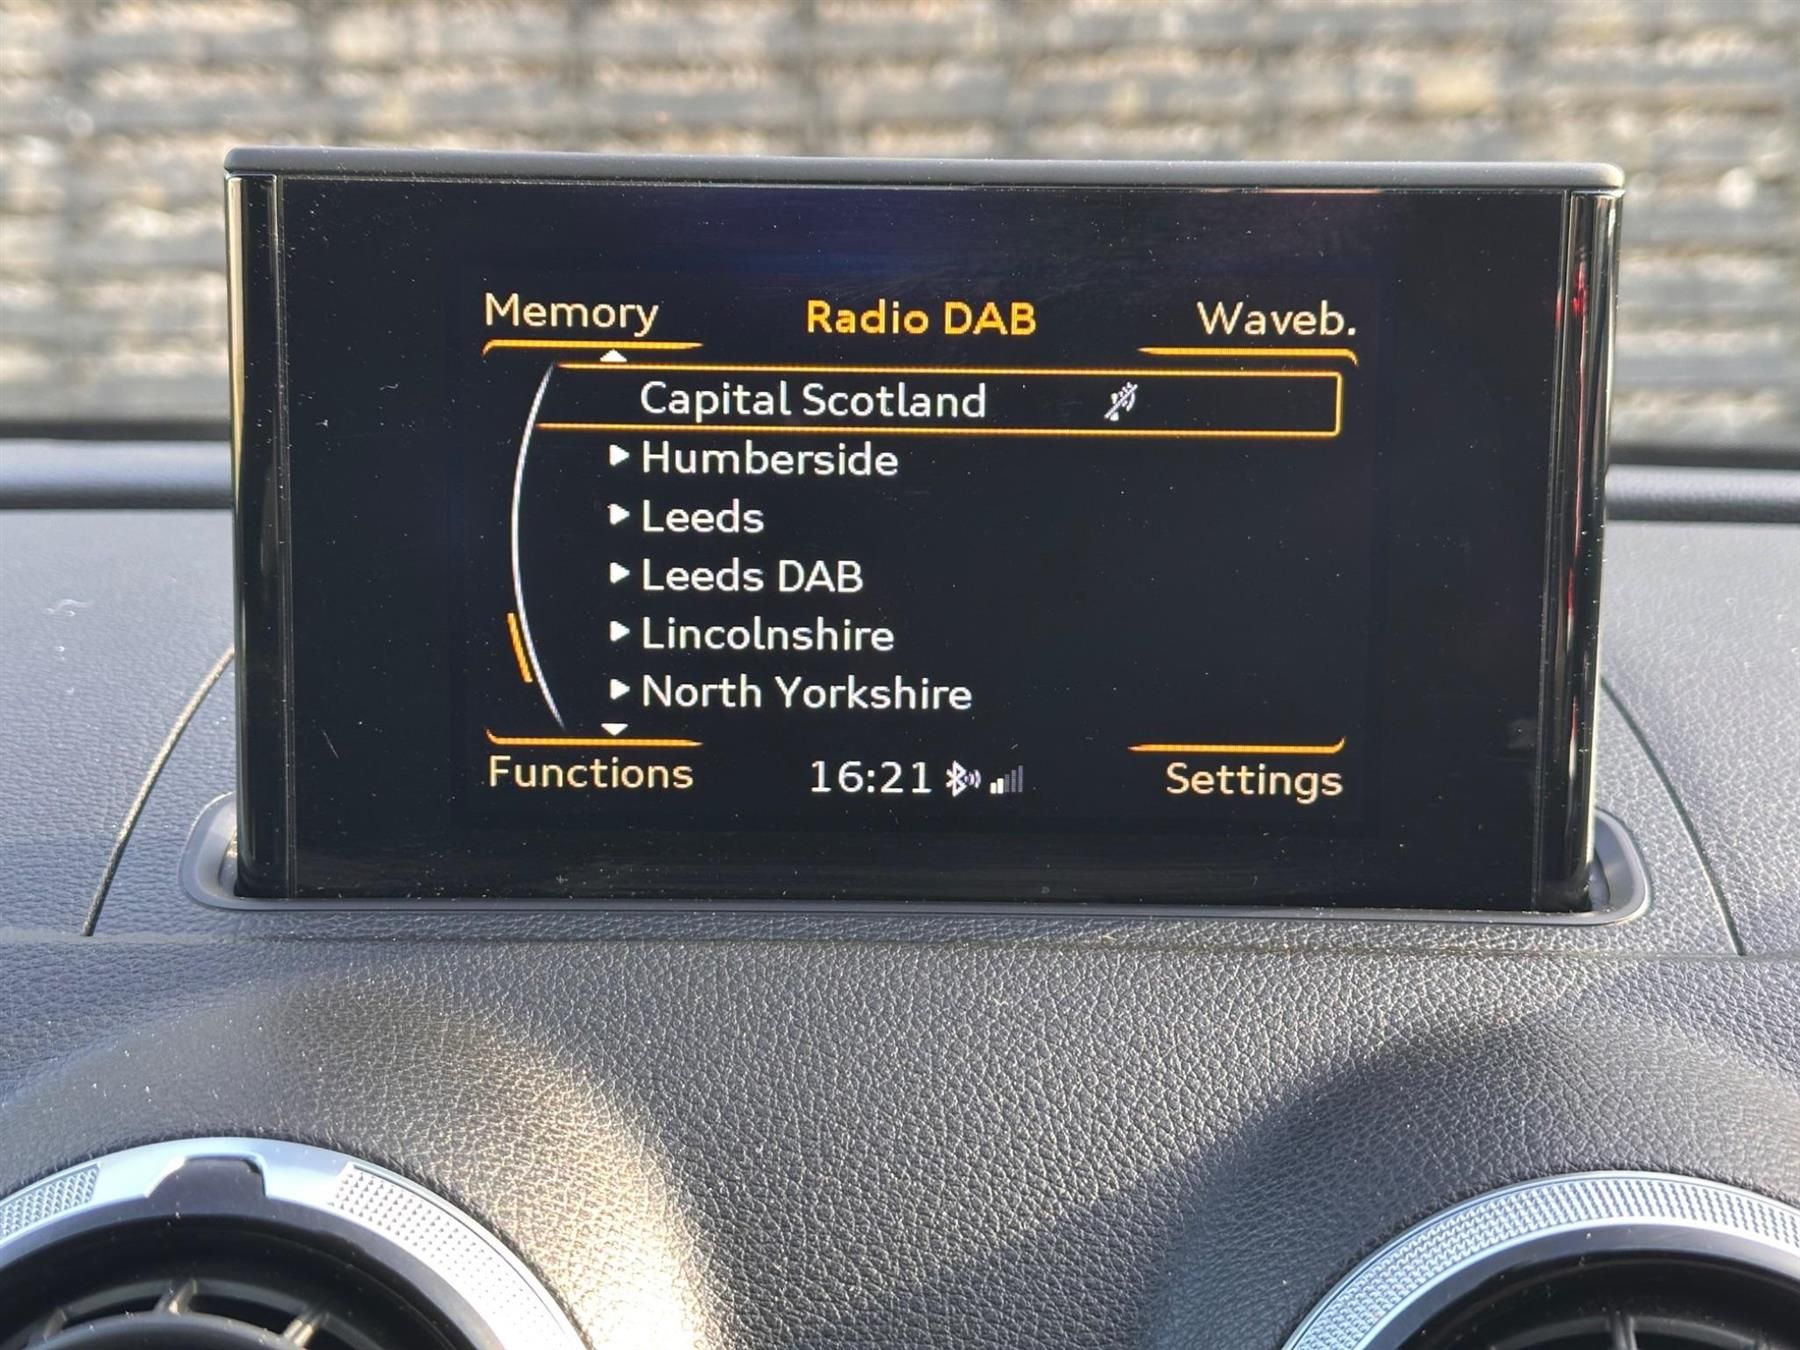 Memory Radio DAB Waveb.
Capital Scotland
Humberside
Leeds
Leeds DAB
Lincolnshire
North Yorkshire
Functions 16:21 Settings